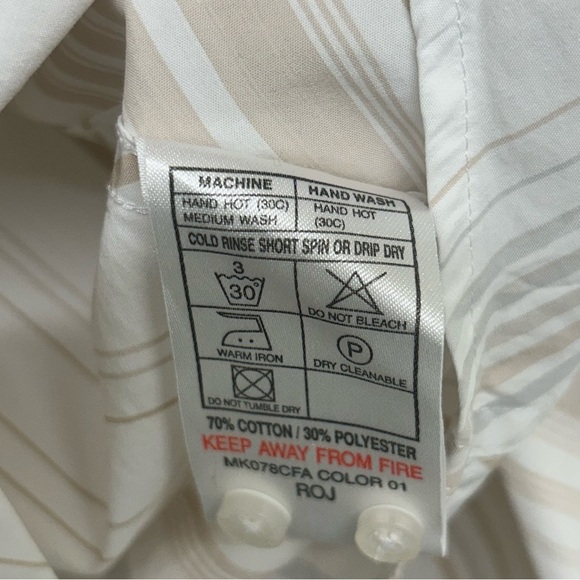 MACHINE HAND WASH
HAND HOT (30C) HAND HOT
MEDIUM WASH (30C)
COLD RINSE SHORT SPIN OR DRIP DRY
3
30°
DO NOT BLEACH
WARM IRON
P
DRY CLEANABLE
DO NOT TUMBLE DRY
70% COTTON / 30% POLYESTER
KEEP AWAY FROM FIRE
MK078CFA COLOR 01
ROJ